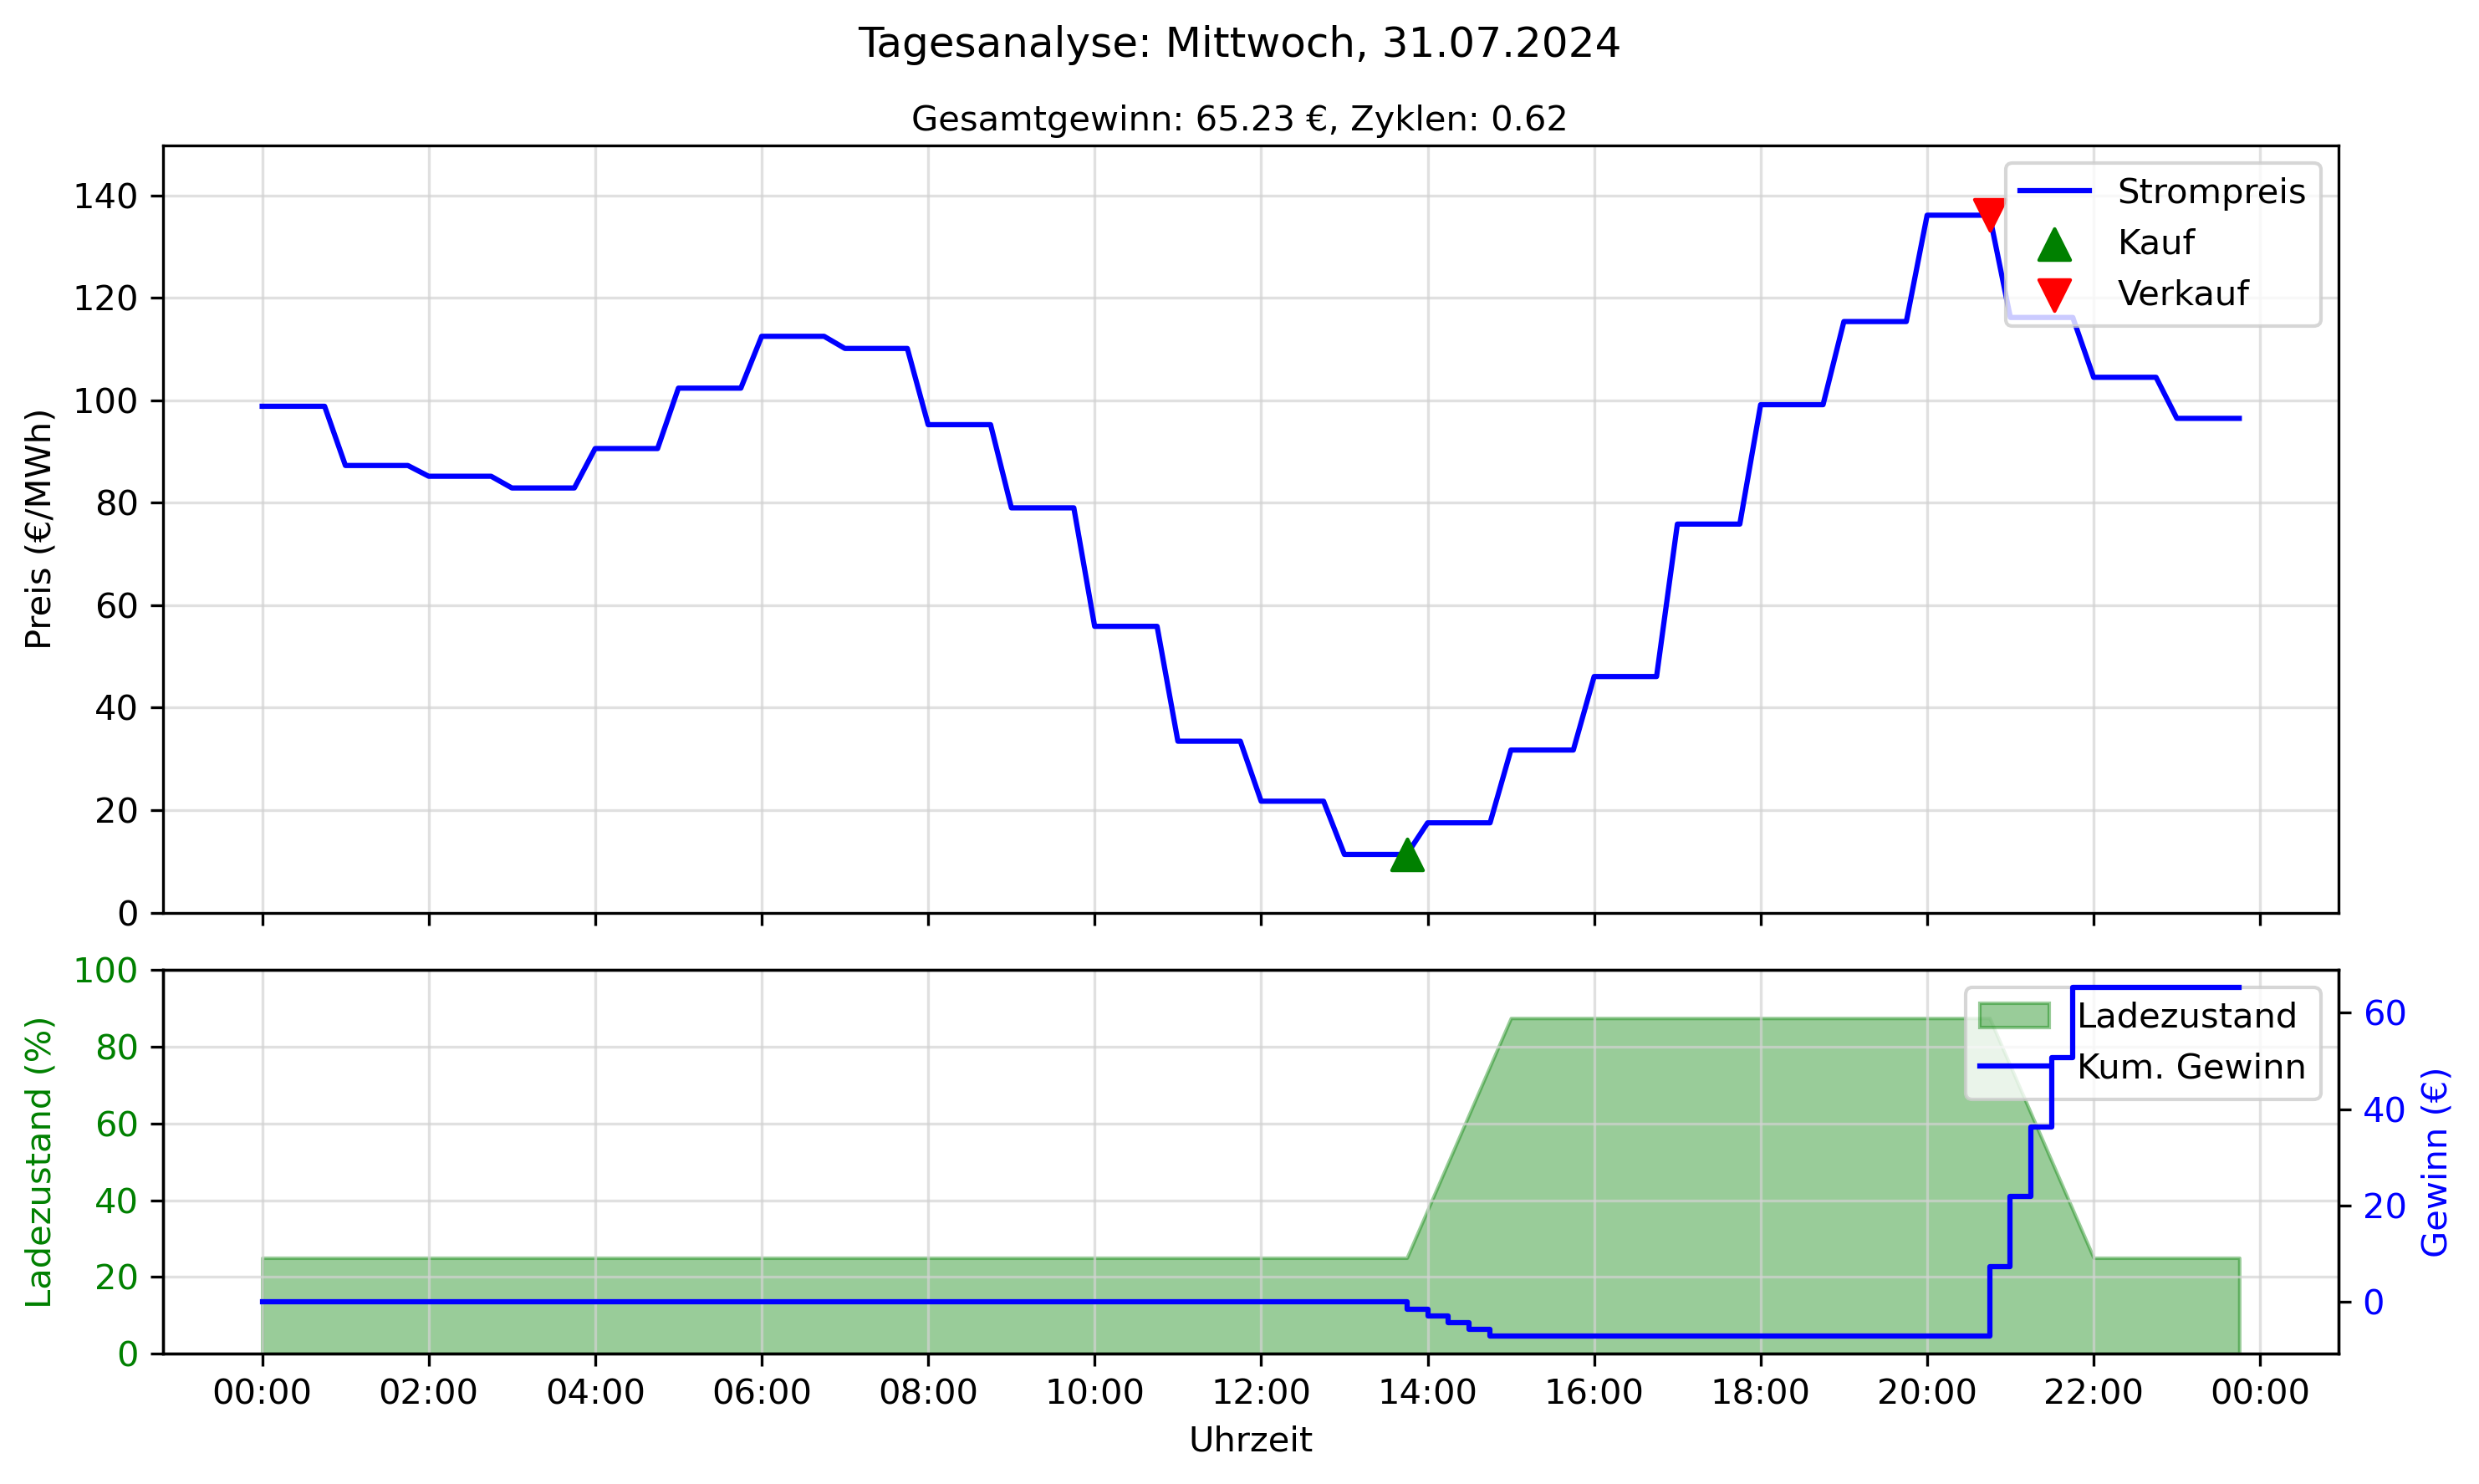 Tagesanalyse: Mittwoch, 31.07.2024
Gesamtgewinn: 65.23 €, Zyklen: 0.62
Preis (€/MWh)
140
120
100
80
60
40
20
0
Strompreis
Kauf
Verkauf
Ladezustand (%)
100
80
60
40
20
0
Ladezustand
Kum. Gewinn
60
40
20
0
Gewinn (€)
00:00 02:00 04:00 06:00 08:00 10:00 12:00 14:00 16:00 18:00 20:00 22:00 00:00
Uhrzeit